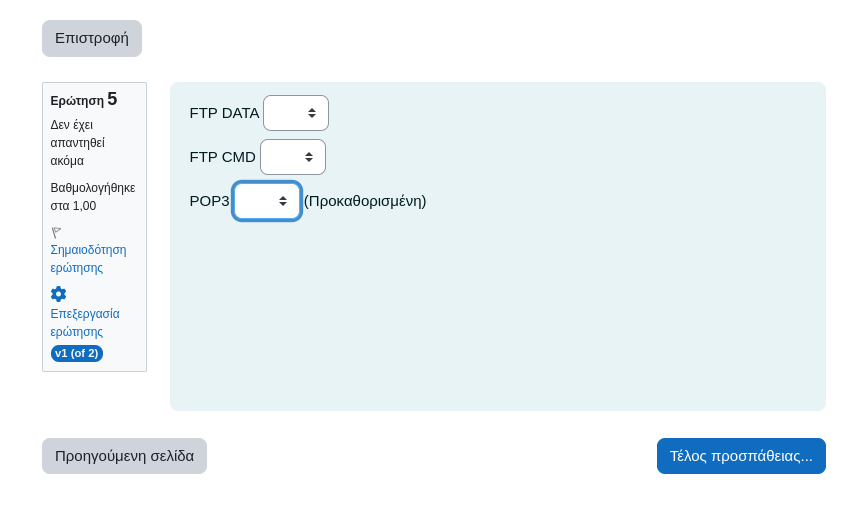 Επιστροφή
Ερώτηση 5
Δεν έχει
απαντηθεί
ακόμα
Βαθμολογήθηκε
στα 1,00
Σημαιοδότηση
ερώτησης
Επεξεργασία
ερώτησης
v1 (of 2)
FTP DATA
FTP CMD
POP3 (Προκαθορισμένη)
Προηγούμενη σελίδα
Τέλος προσπάθειας...